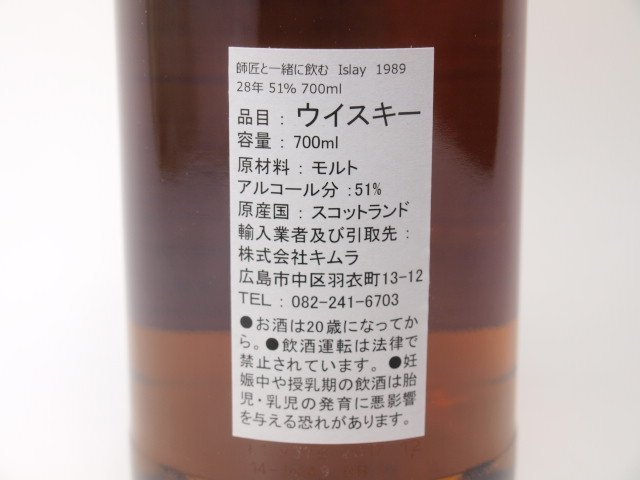 師匠と一緒に飲む Islay 1989
28年 51% 700ml
品目 : ウイスキー
容量 : 700ml
原材料 : モルト
アルコール分 :51%
原産国 : スコットランド
輸入業者及び引取先 :
株式会社キムラ
広島市中区羽衣町13-12
TEL : 082-241-6703
●お酒は20歳になってか
ら。●飲酒運転は法律で
禁止されています。●妊
娠中や授乳期の飲酒は胎
児・乳児の発育に悪影響
を与える恐れがあります。